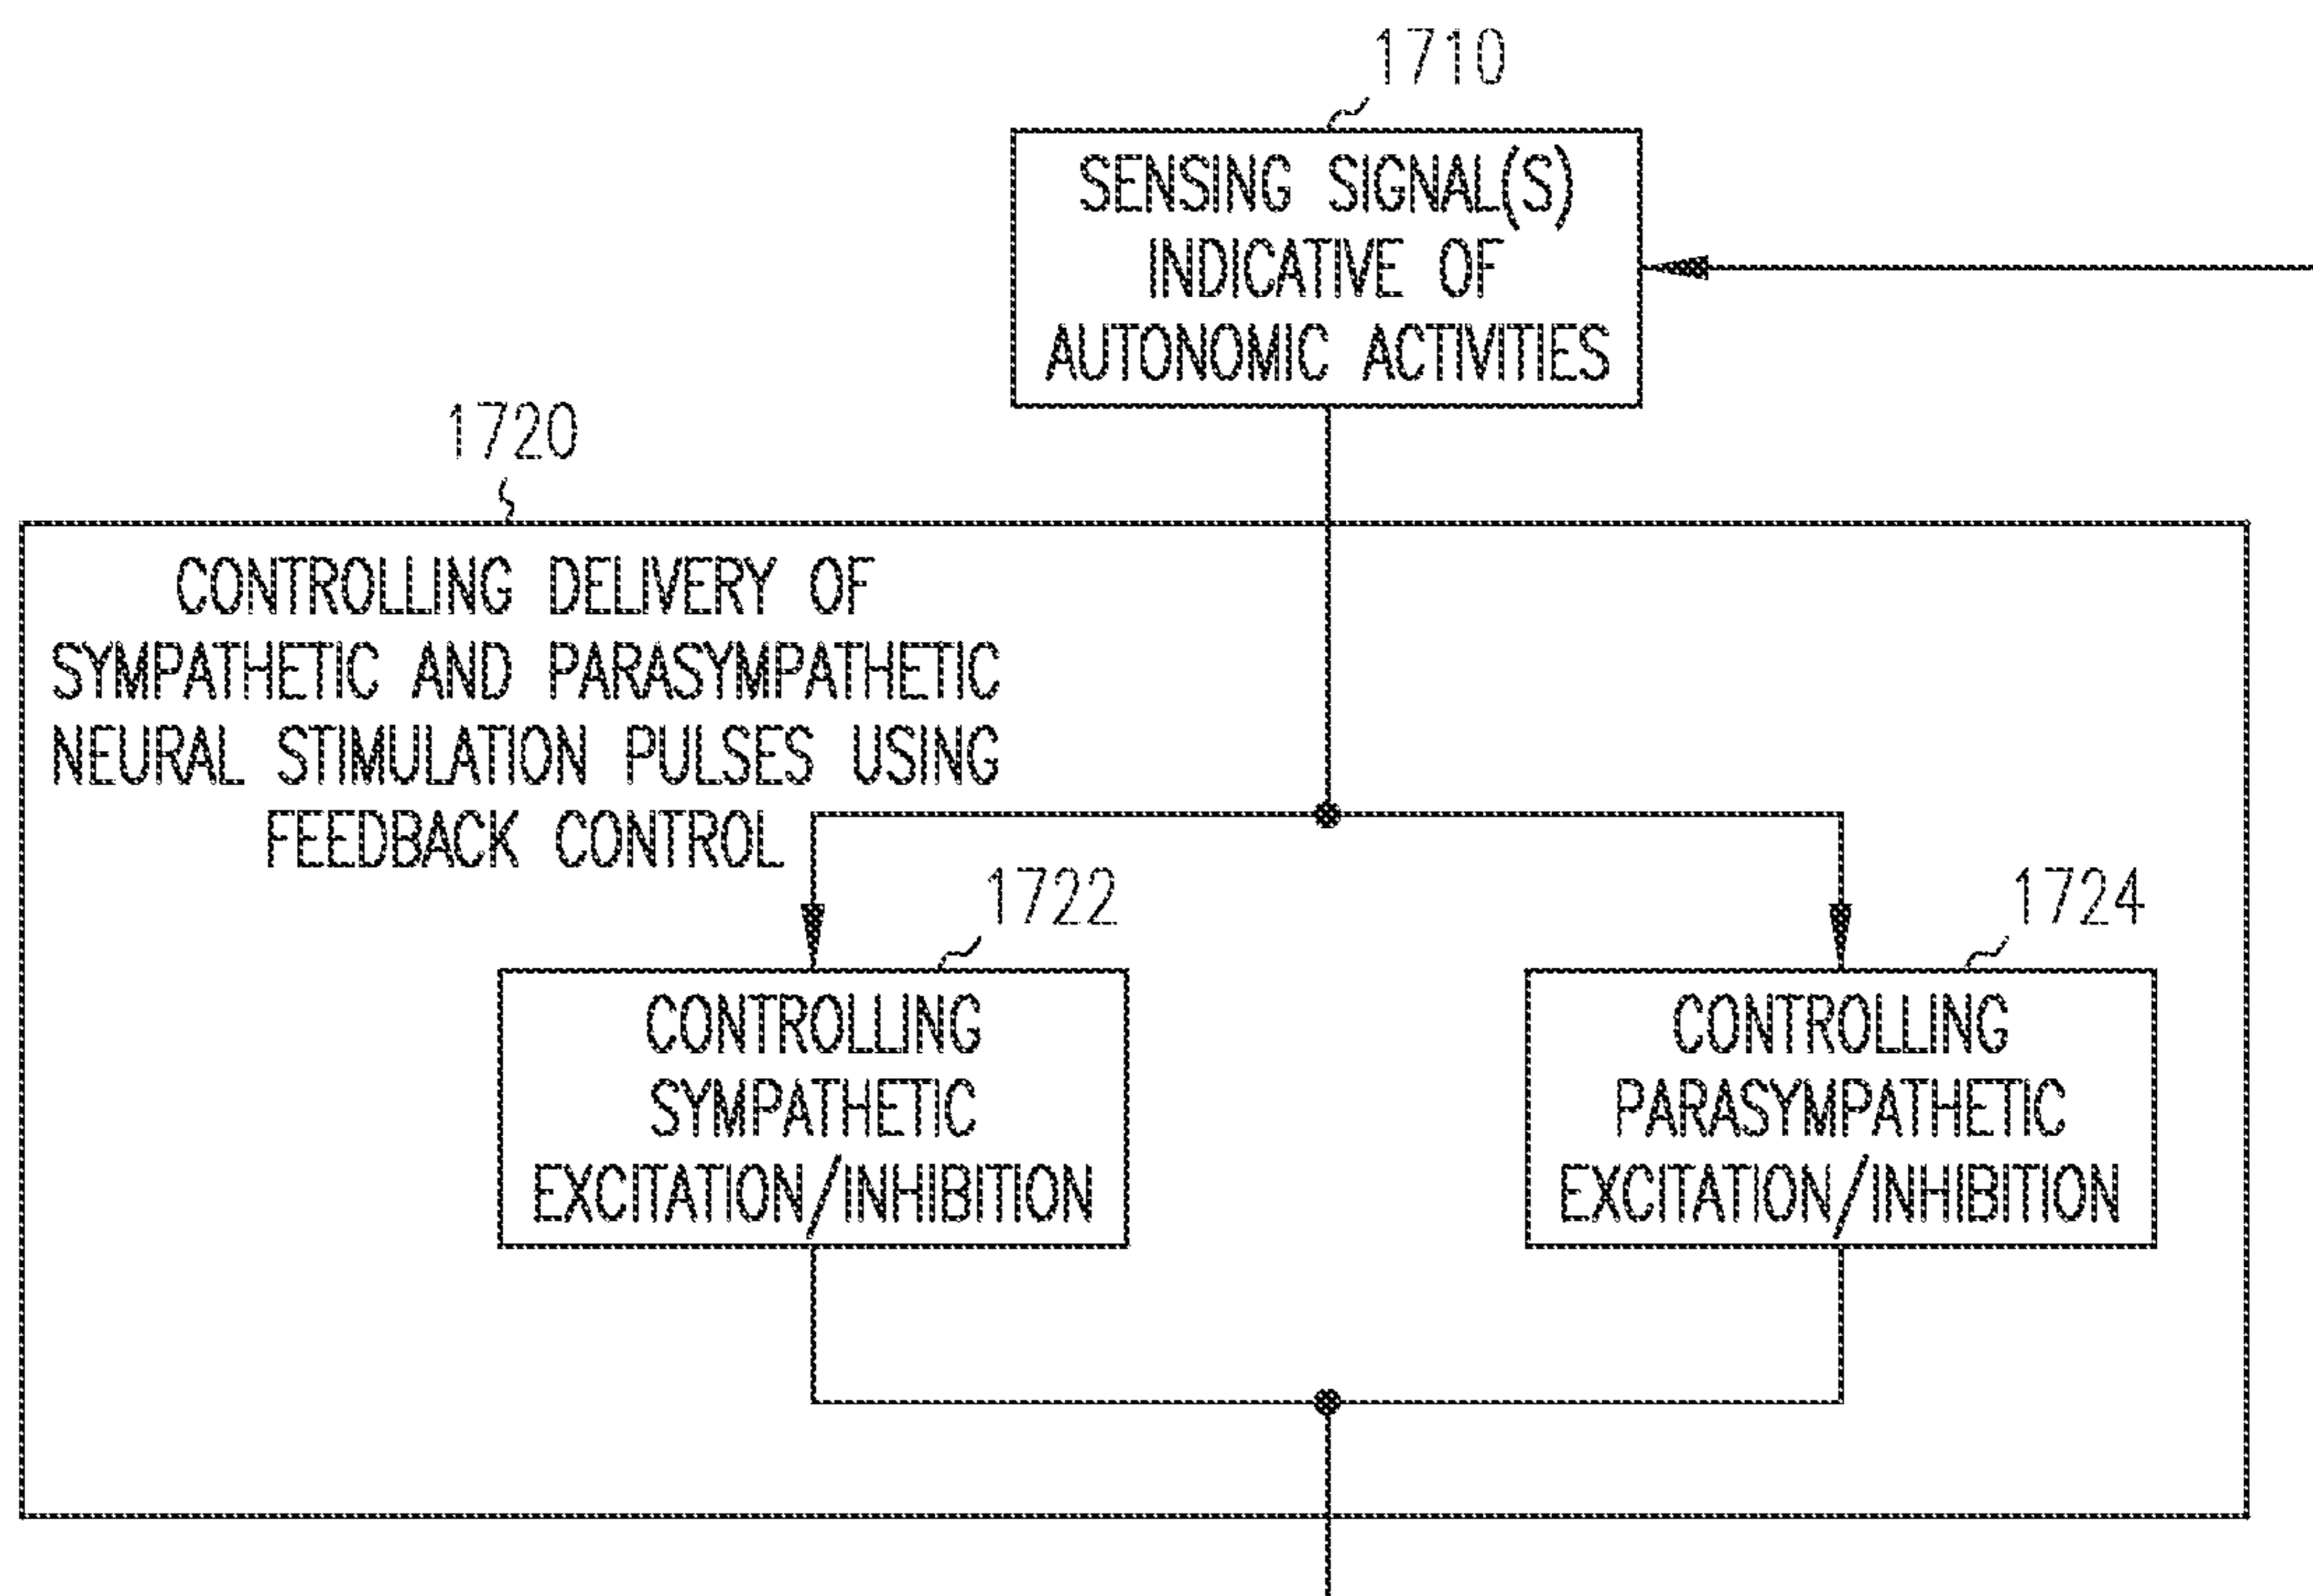 1710
SENSING SIGNAL(S)
INDICATIVE OF
AUTONOMIC ACTIVITIES
1720
CONTROLLING DELIVERY OF
SYMPATHETIC AND PARASYMPATHETIC
NEURAL STIMULATION PULSES USING
FEEDBACK CONTROL
1722
CONTROLLING
SYMPATHETIC
EXCITATION/INHIBITION
1724
CONTROLLING
PARASYMPATHETIC
EXCITATION/INHIBITION